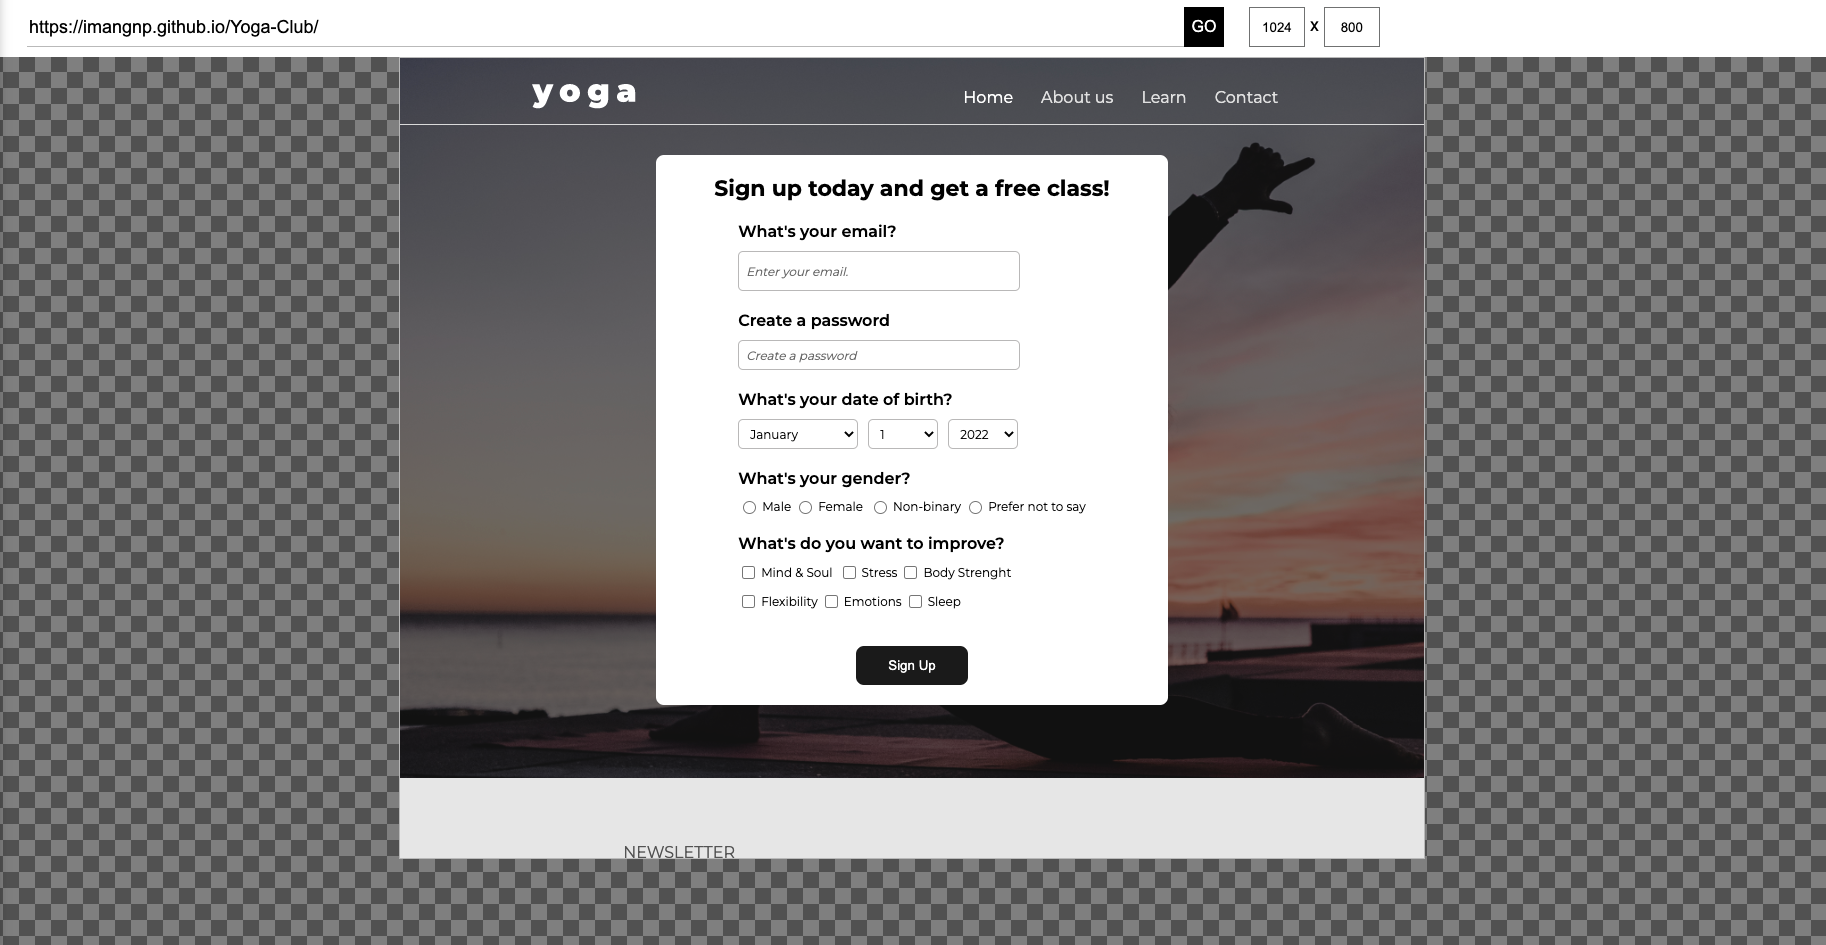 https://imangnp.github.io/Yoga-Club/ GO 1024 X 800
yoga Home About us Learn Contact
Sign up today and get a free class!
What's your email?
Enter your email.
Create a password
Create a password
What's your date of birth?
January 1 2022
What's your gender?
Male Female Non-binary Prefer not to say
What's do you want to improve?
Mind & Soul Stress Body Strenght
Flexibility Emotions Sleep
Sign Up
NEWSLETTER